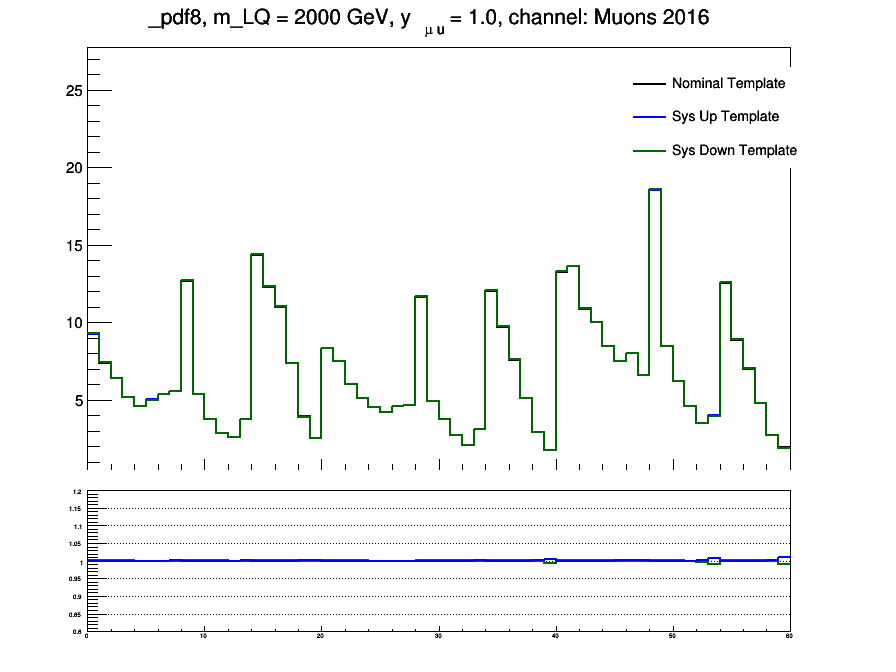 _pdf8, m_LQ = 2000 GeV, y μu = 1.0, channel: Muons 2016
Nominal Template
Sys Up Template
Sys Down Template
25
20
15
10
5
1.2
1.15
1.1
1.05
1
0.95
0.9
0.85
0.8
0 10 20 30 40 50 60